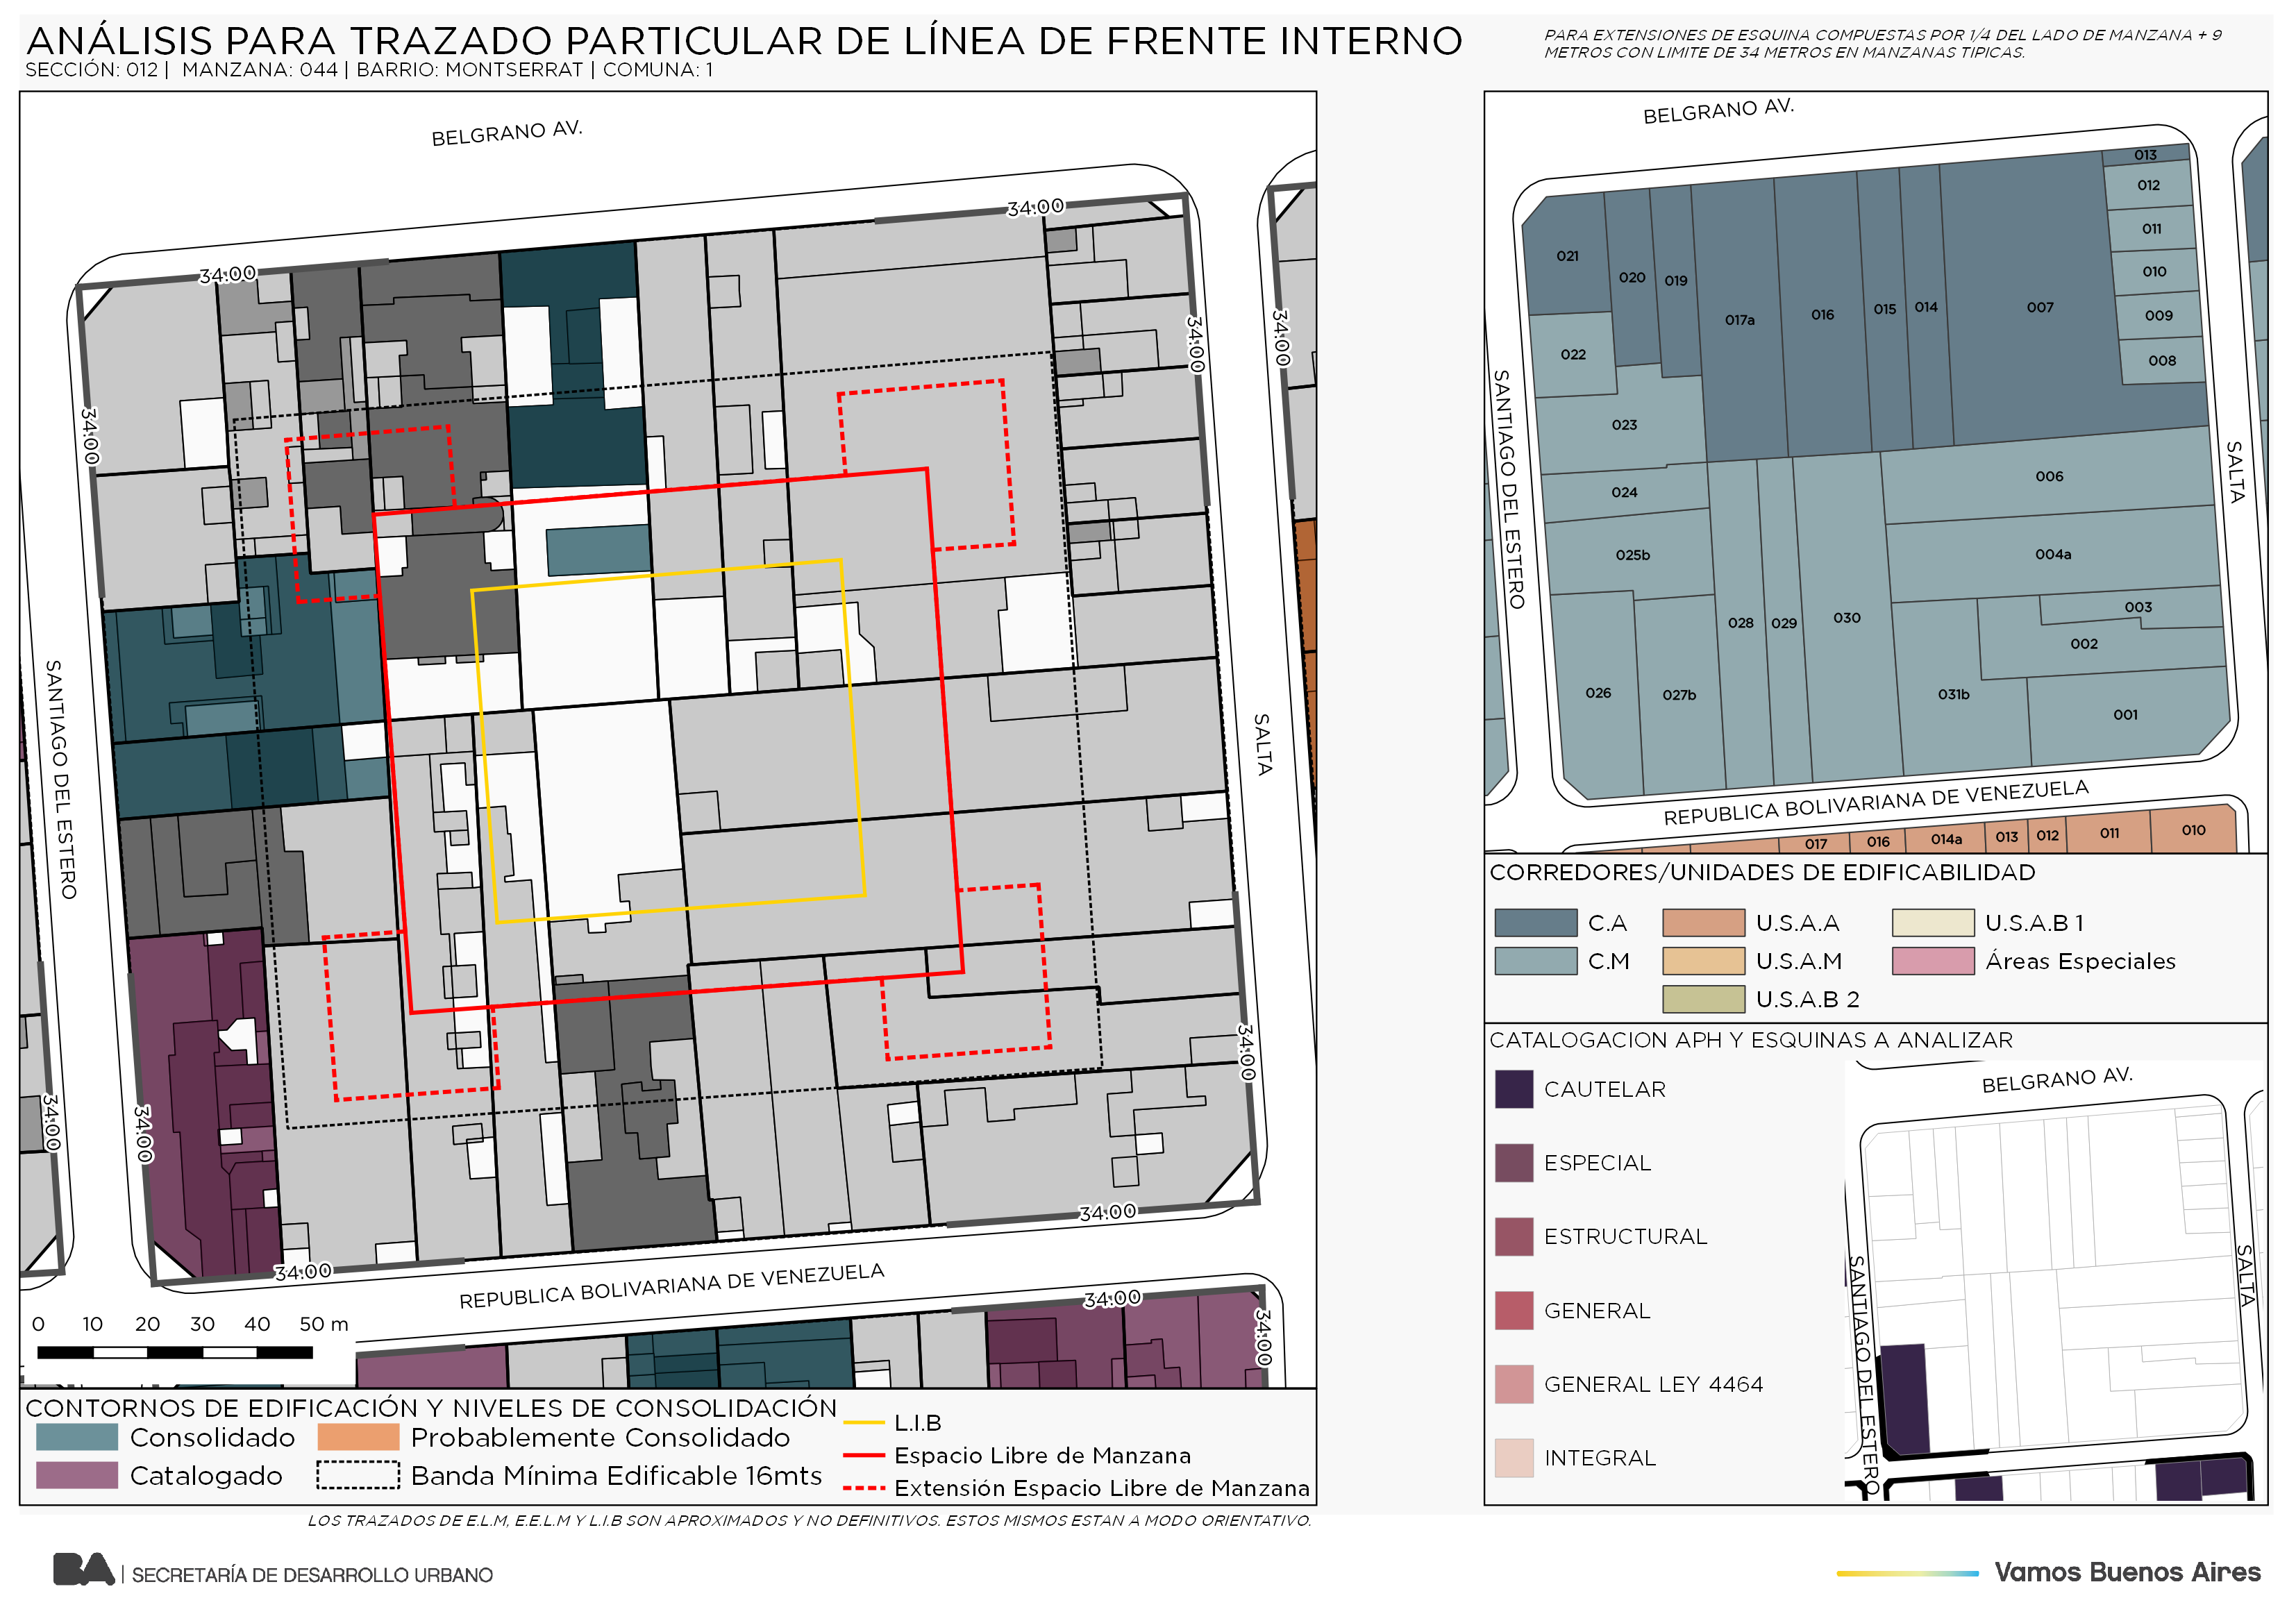 ANÁLISIS PARA TRAZADO PARTICULAR DE LÍNEA DE FRENTE INTERNO
SECCIÓN: 012 | MANZANA: 044 | BARRIO: MONTSERRAT | COMUNA: 1
PARA EXTENSIONES DE ESQUINA COMPUESTAS POR 1/4 DEL LADO DE MANZANA + 9
METROS CON LIMITE DE 34 METROS EN MANZANAS TIPICAS.
BELGRANO AV.
34:00
34:00
34:00
34:00
34:00
SANTIAGO DEL ESTERO
SALTA
34:00
34:00
34:00
34:00
34:00
REPUBLICA BOLIVARIANA DE VENEZUELA
34:00
34:00
0 10 20 30 40 50 m
CONTORNOS DE EDIFICACIÓN Y NIVELES DE CONSOLIDACIÓN
Consolidado
Probablemente Consolidado
Catalogado
Banda Mínima Edificable 16mts
L.I.B
Espacio Libre de Manzana
Extensión Espacio Libre de Manzana
BELGRANO AV.
013
012
011
010
009
008
021
020
019
017a
016
015
014
007
022
023
024
025b
026
027b
028
029
030
006
004a
003
002
031b
001
SANTIAGO DEL ESTERO
SALTA
REPUBLICA BOLIVARIANA DE VENEZUELA
017
016
014a
013
012
011
010
CORREDORES/UNIDADES DE EDIFICABILIDAD
C.A
U.S.A.A
U.S.A.B 1
C.M
U.S.A.M
Áreas Especiales
U.S.A.B 2
CATALOGACION APH Y ESQUINAS A ANALIZAR
CAUTELAR
ESPECIAL
ESTRUCTURAL
GENERAL
GENERAL LEY 4464
INTEGRAL
BELGRANO AV.
SANTIAGO DEL ESTERO
SALTA
LOS TRAZADOS DE E.L.M, E.E.L.M Y L.I.B SON APROXIMADOS Y NO DEFINITIVOS. ESTOS MISMOS ESTAN A MODO ORIENTATIVO.
BA | SECRETARÍA DE DESARROLLO URBANO
Vamos Buenos Aires